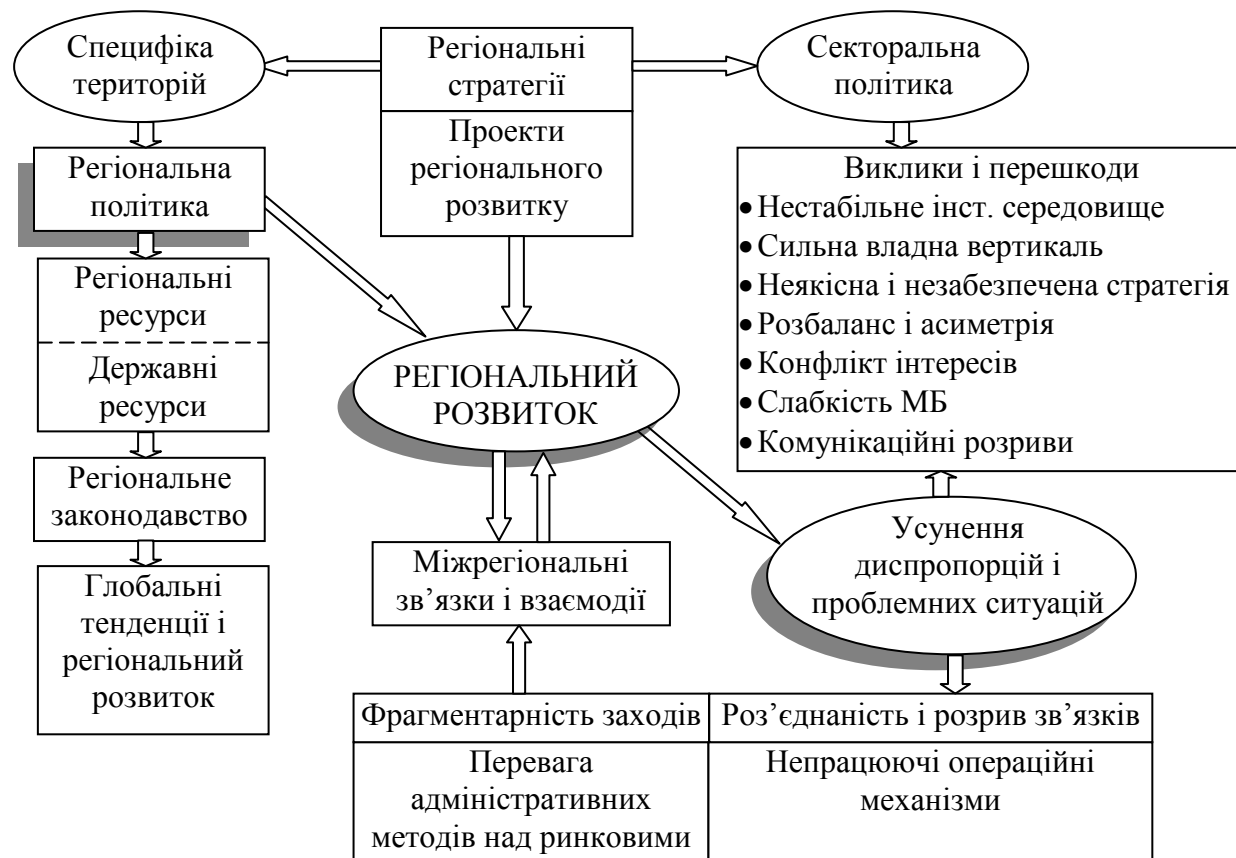 Специфіка
територій
Регіональні
стратегії
Проекти
регіонального
розвитку
Секторальна
політика
Регіональна
політика
Регіональні
ресурси
Державні
ресурси
Регіональне
законодавство
Глобальні
тенденції і
регіональний
розвиток
РЕГІОНАЛЬНИЙ
РОЗВИТОК
Міжрегіональні
зв’язки і взаємодії
Виклики і перешкоди
•Нестабільне інст. середовище
•Сильна владна вертикаль
•Неякісна і незабезпечена стратегія
•Розбаланс і асиметрія
•Конфлікт інтересів
•Слабкість МБ
•Комунікаційні розриви
Усунення
диспропорцій і
проблемних ситуацій
Фрагментарність заходів
Роз’єднаність і розрив зв’язків
Перевага
адміністративних
методів над ринковими
Непрацюючі операційні
механізми